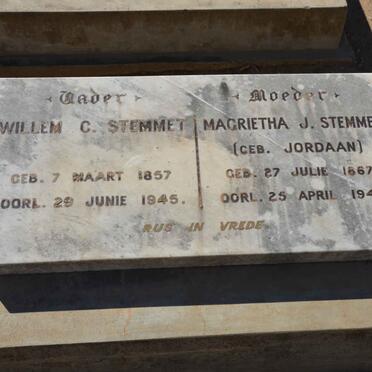 Vader
WILLEM C. STEMMET
GEB. 7 MAART 1857
OORL. 29 JUNIE 1945.
Moeder
MAGRIETHA J. STEMME
(GEB. JORDAAN)
GEB. 27 JULIE 1867
OORL. 25 APRIL 194
RUS IN VREDE.